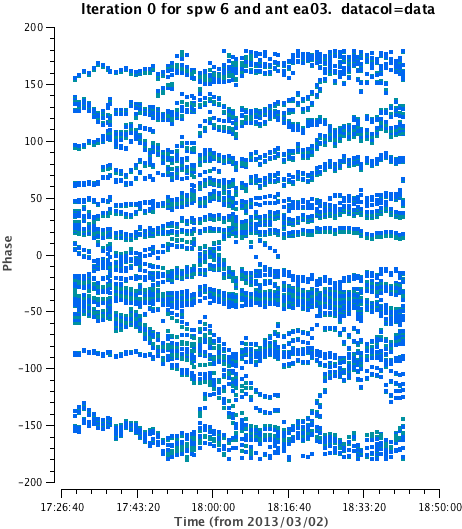 Iteration 0 for spw 6 and ant ea03. datacol=data
200
150
100
50
0
-50
-100
-150
-200
Phase
17:26:40 17:43:20 18:00:00 18:16:40 18:33:20 18:50:00
Time (from 2013/03/02)